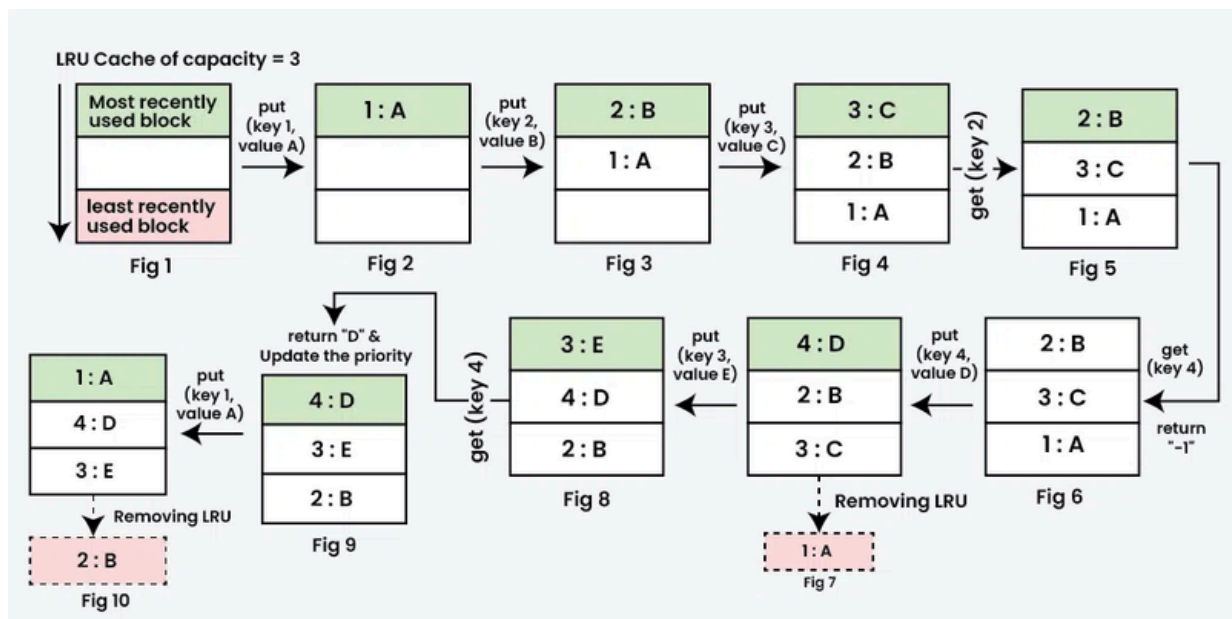 LRU Cache of capacity = 3
Most recently
used block
least recently
used block
Fig 1
put
(key 1,
value A)
1 : A
Fig 2
put
(key 2,
value B)
2 : B
1 : A
Fig 3
put
(key 3,
value C)
3 : C
2 : B
1 : A
Fig 4
get (key 2)
2 : B
3 : C
1 : A
Fig 5
get
(key 4)
return
"-1"
2 : B
3 : C
1 : A
Fig 6
put
(key 4,
value D)
4 : D
2 : B
3 : C
Removing LRU
1 : A
Fig 7
put
(key 3,
value E)
3 : E
4 : D
2 : B
Fig 8
get (key 4)
return "D" &
Update the priority
4 : D
3 : E
2 : B
Fig 9
put
(key 1,
value A)
1 : A
4 : D
3 : E
Removing LRU
2 : B
Fig 10